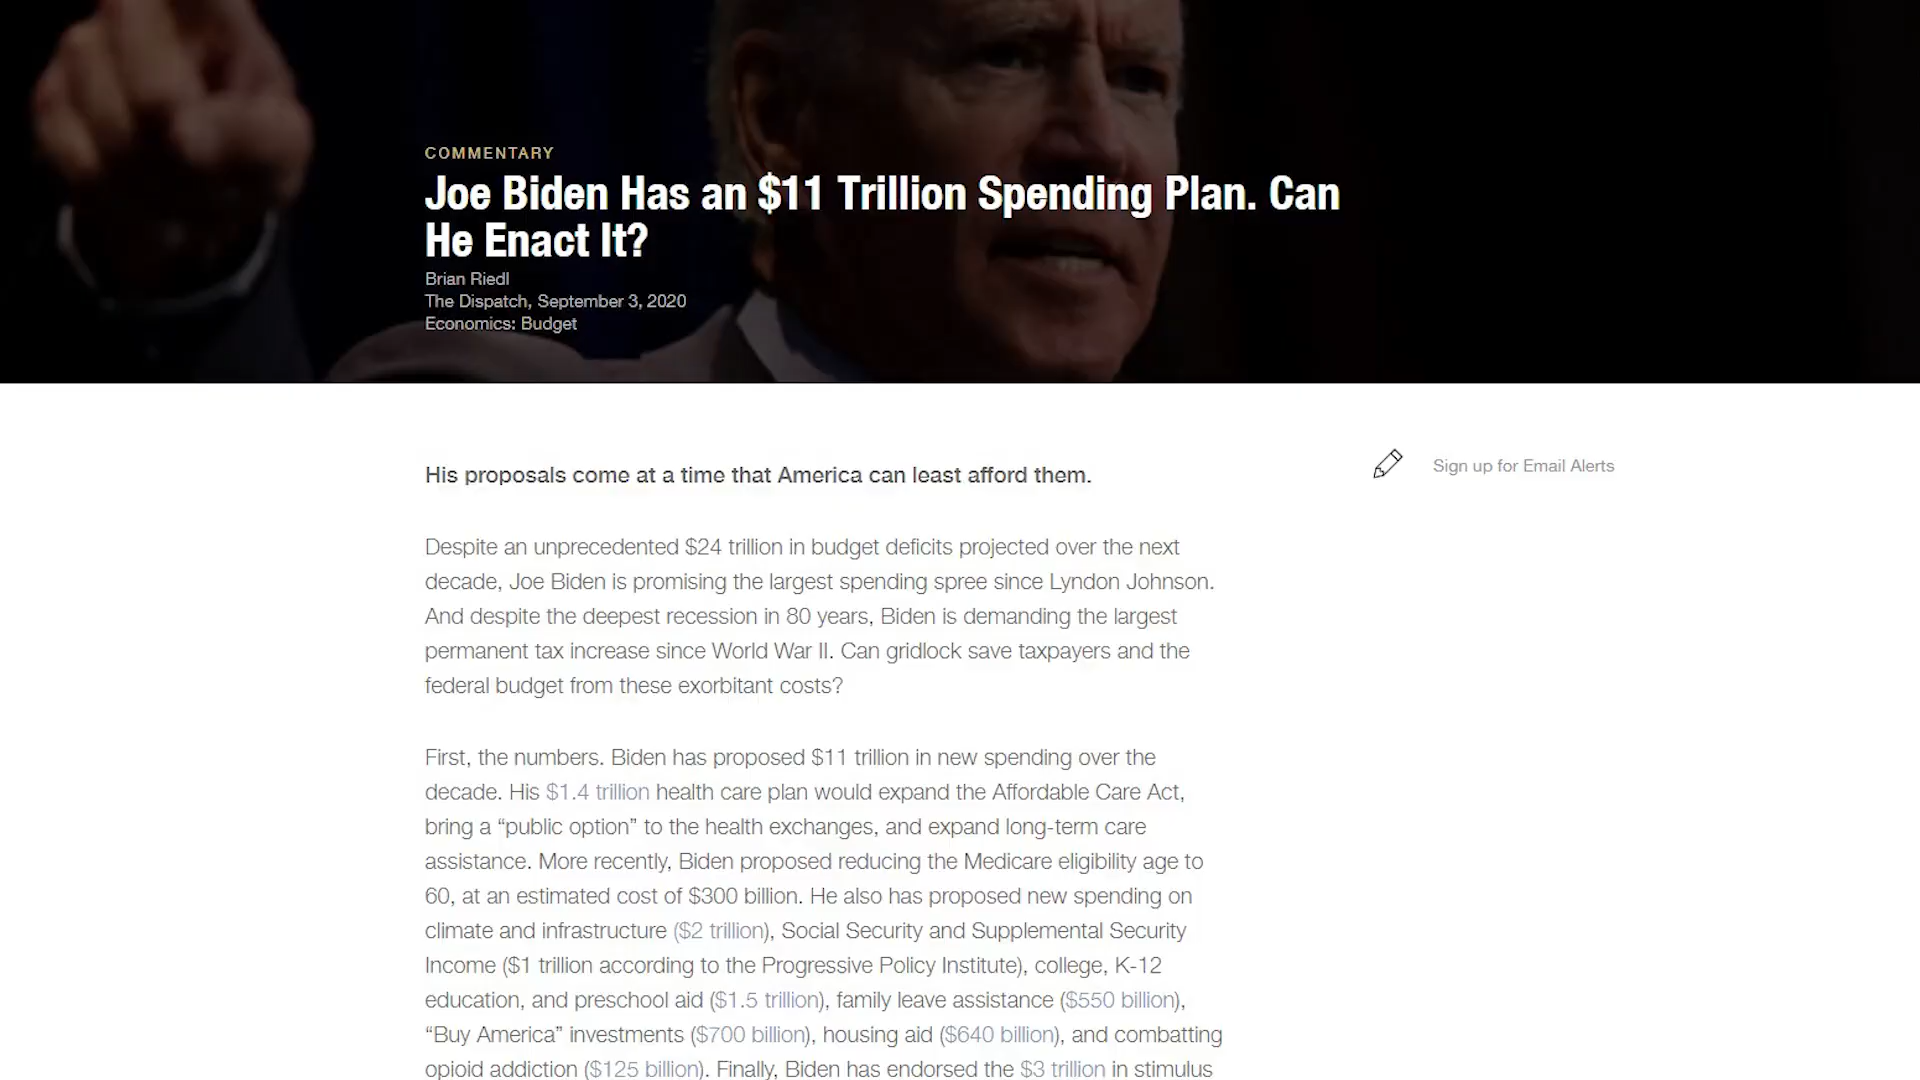 COMMENTARY
Joe Biden Has an $11 Trillion Spending Plan. Can
He Enact It?
Brian Riedl
The Dispatch, September 3, 2020
Economics: Budget
His proposals come at a time that America can least afford them.
Sign up for Email Alerts
Despite an unprecedented $24 trillion in budget deficits projected over the next
decade, Joe Biden is promising the largest spending spree since Lyndon Johnson.
And despite the deepest recession in 80 years, Biden is demanding the largest
permanent tax increase since World War II. Can gridlock save taxpayers and the
federal budget from these exorbitant costs?
First, the numbers. Biden has proposed $11 trillion in new spending over the
decade. His $1.4 trillion health care plan would expand the Affordable Care Act,
bring a “public option” to the health exchanges, and expand long-term care
assistance. More recently, Biden proposed reducing the Medicare eligibility age to
60, at an estimated cost of $300 billion. He also has proposed new spending on
climate and infrastructure ($2 trillion), Social Security and Supplemental Security
Income ($1 trillion according to the Progressive Policy Institute), college, K-12
education, and preschool aid ($1.5 trillion), family leave assistance ($550 billion),
“Buy America” investments ($700 billion), housing aid ($640 billion), and combatting
opioid addiction ($125 billion). Finally, Biden has endorsed the $3 trillion in stimulus